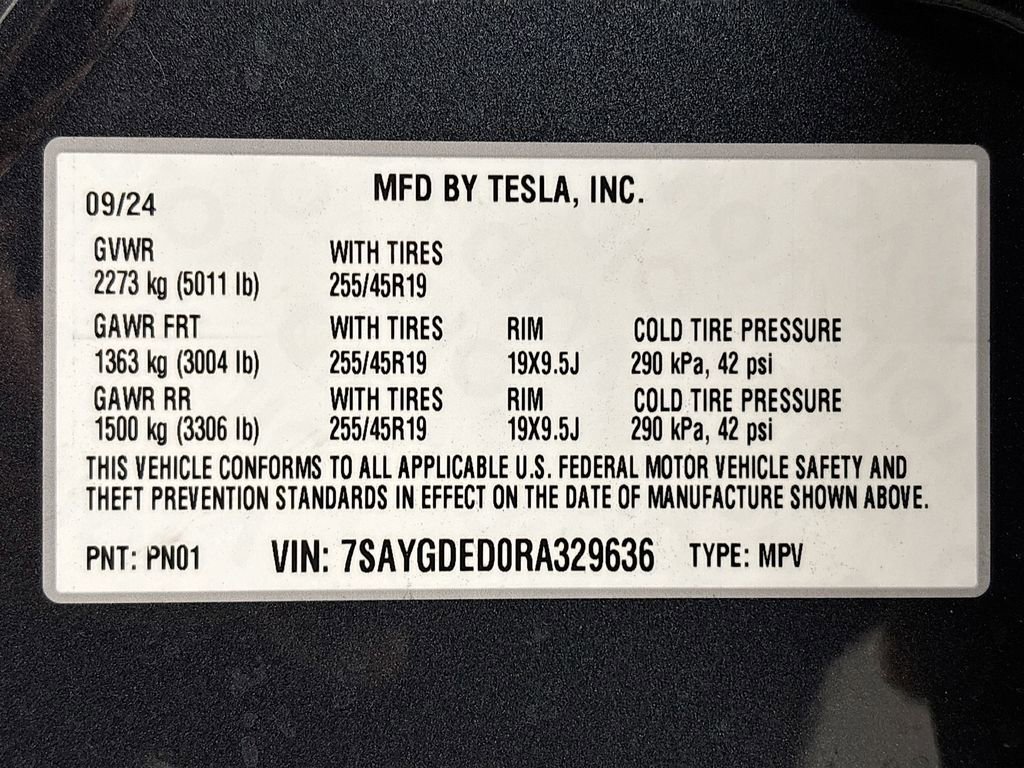 MFD BY TESLA, INC.
09/24
GVWR WITH TIRES
2273 kg (5011 lb) 255/45R19
GAWR FRT WITH TIRES RIM COLD TIRE PRESSURE
1363 kg (3004 lb) 255/45R19 19X9.5J 290 kPa, 42 psi
GAWR RR WITH TIRES RIM COLD TIRE PRESSURE
1500 kg (3306 lb) 255/45R19 19X9.5J 290 kPa, 42 psi
THIS VEHICLE CONFORMS TO ALL APPLICABLE U.S. FEDERAL MOTOR VEHICLE SAFETY AND
THEFT PREVENTION STANDARDS IN EFFECT ON THE DATE OF MANUFACTURE SHOWN ABOVE.
PNT: PN01 VIN: 7SAYGDED0RA329636 TYPE: MPV